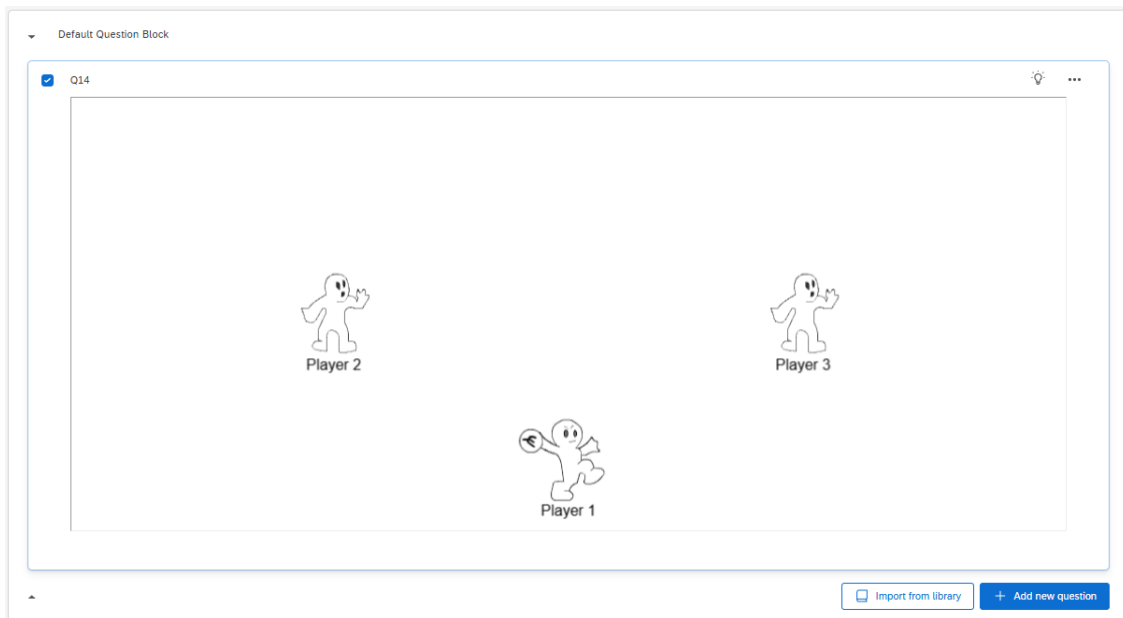 Default Question Block
Q14
Player 2
Player 3
Player 1
Import from library
Add new question